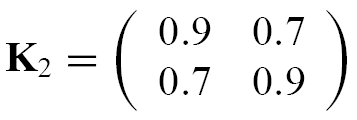 K₂ = ( 0.9 0.7
0.7 0.9 )